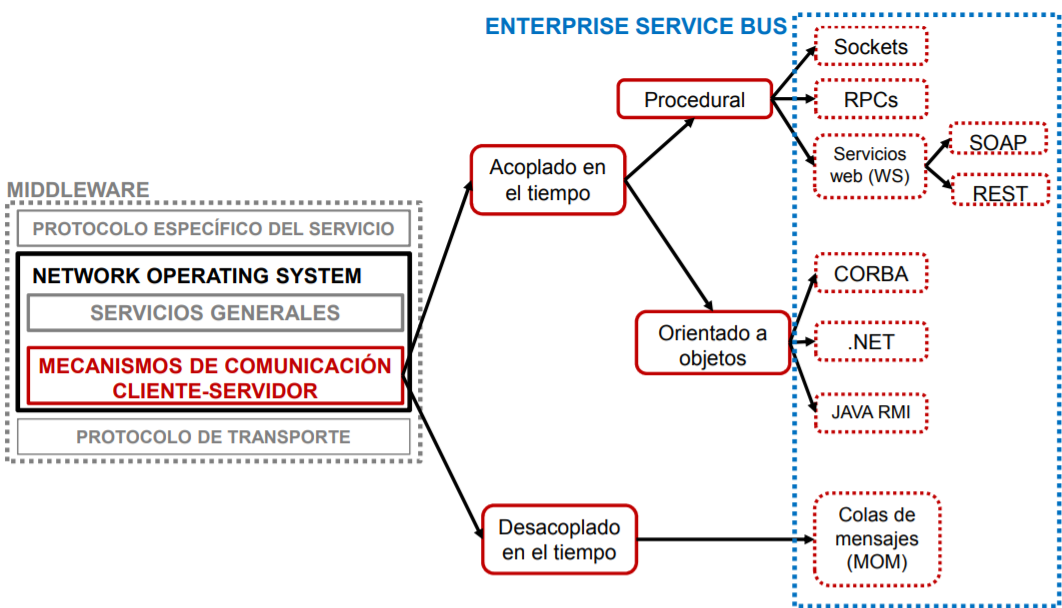 ENTERPRISE SERVICE BUS
Sockets
Procedural
RPCs
Servicios
web (WS)
SOAP
REST
Acoplado en
el tiempo
MIDDLEWARE
PROTOCOLO ESPECÍFICO DEL SERVICIO
NETWORK OPERATING SYSTEM
SERVICIOS GENERALES
MECANISMOS DE COMUNICACIÓN
CLIENTE-SERVIDOR
PROTOCOLO DE TRANSPORTE
Orientado a
objetos
CORBA
.NET
JAVA RMI
Desacoplado
en el tiempo
Colas de
mensajes
(MOM)